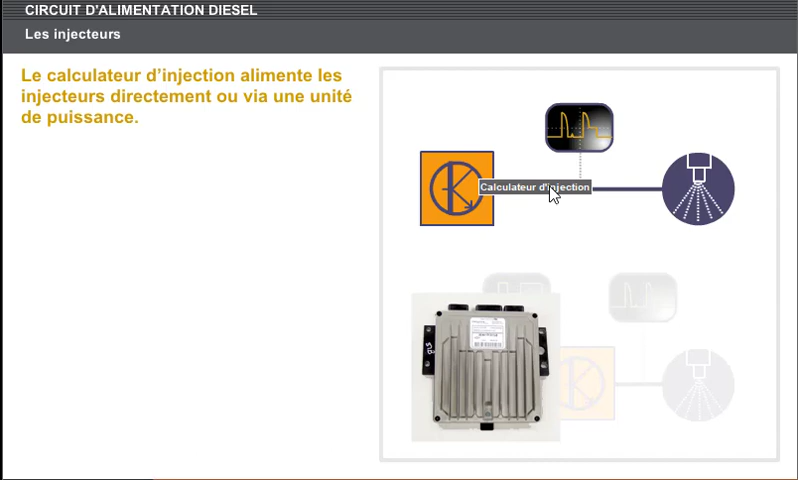 CIRCUIT D'ALIMENTATION DIESEL
Les injecteurs
Le calculateur d'injection alimente les
injecteurs directement ou via une unité
de puissance.
Calculateur d'injection